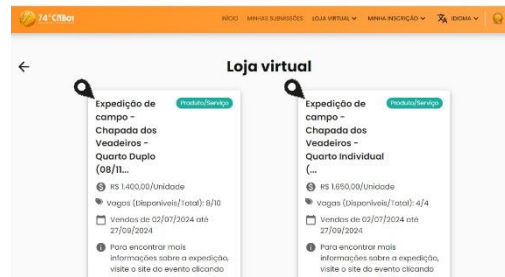 74°CNBot
INÍCIO MINHAS SUBMISSÕES LOJA VIRTUAL MINHA INSCRIÇÃO IDIOMA
Loja virtual
Expedição de campo - Chapada dos Veadeiros - Quarto Duplo (08/11...
Produto/Serviço
R$ 1.400,00/Unidade
Vagas (Disponíveis/Total): 8/10
Vendas de 02/07/2024 até
27/09/2024
Para encontrar mais
informações sobre a expedição,
visite o site do evento clicando
Expedição de
campo -
Chapada dos
Veadeiros -
Quarto Individual
(...
Produto/Serviço
R$ 1.650,00/Unidade
Vagas (Disponíveis/Total): 4/4
Vendas de 02/07/2024 até
27/09/2024
Para encontrar mais
informações sobre a expedição,
visite o site do evento clicando